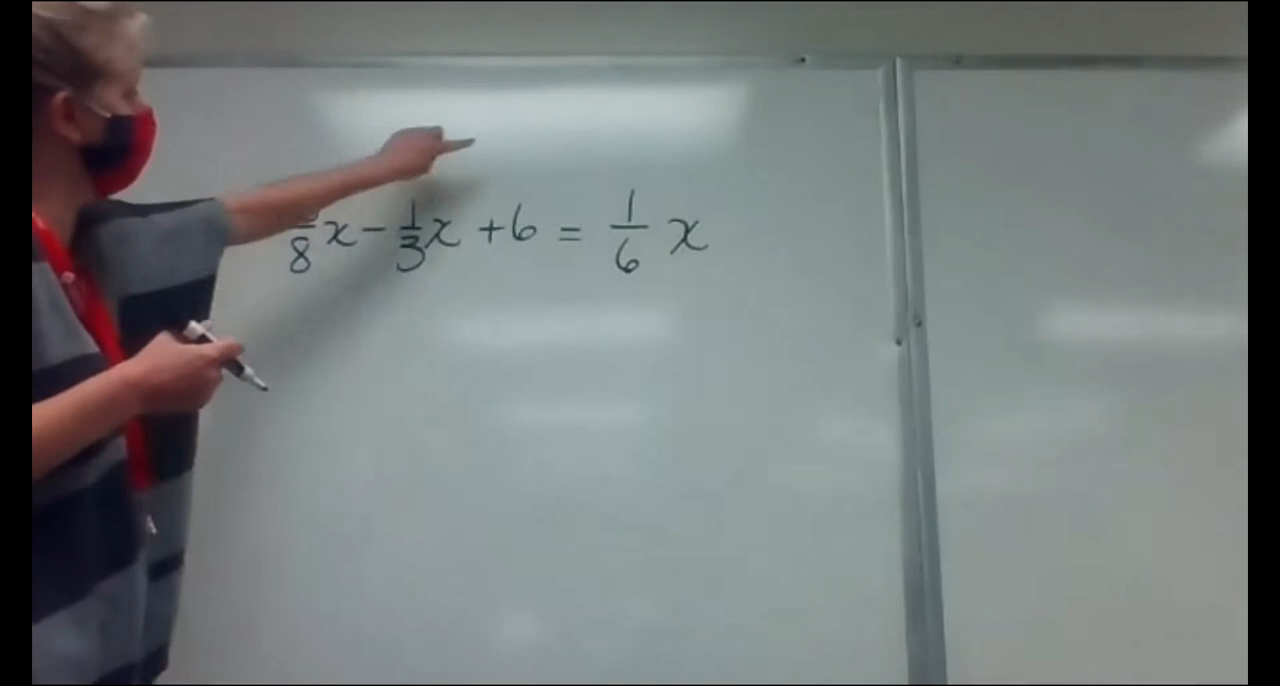 /8 x - 1/3 x + 6 = 1/6 x